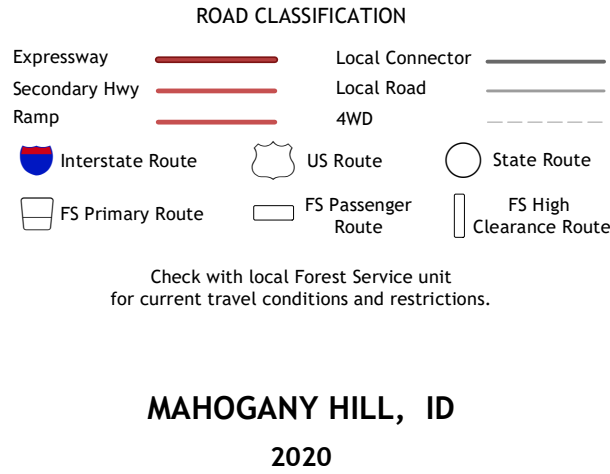 ROAD CLASSIFICATION
Expressway
Local Connector
Secondary Hwy
Local Road
Ramp
4WD
Interstate Route
US Route
State Route
FS Primary Route
FS Passenger
Route
FS High
Clearance Route
Check with local Forest Service unit
for current travel conditions and restrictions.
MAHOGANY HILL, ID
2020